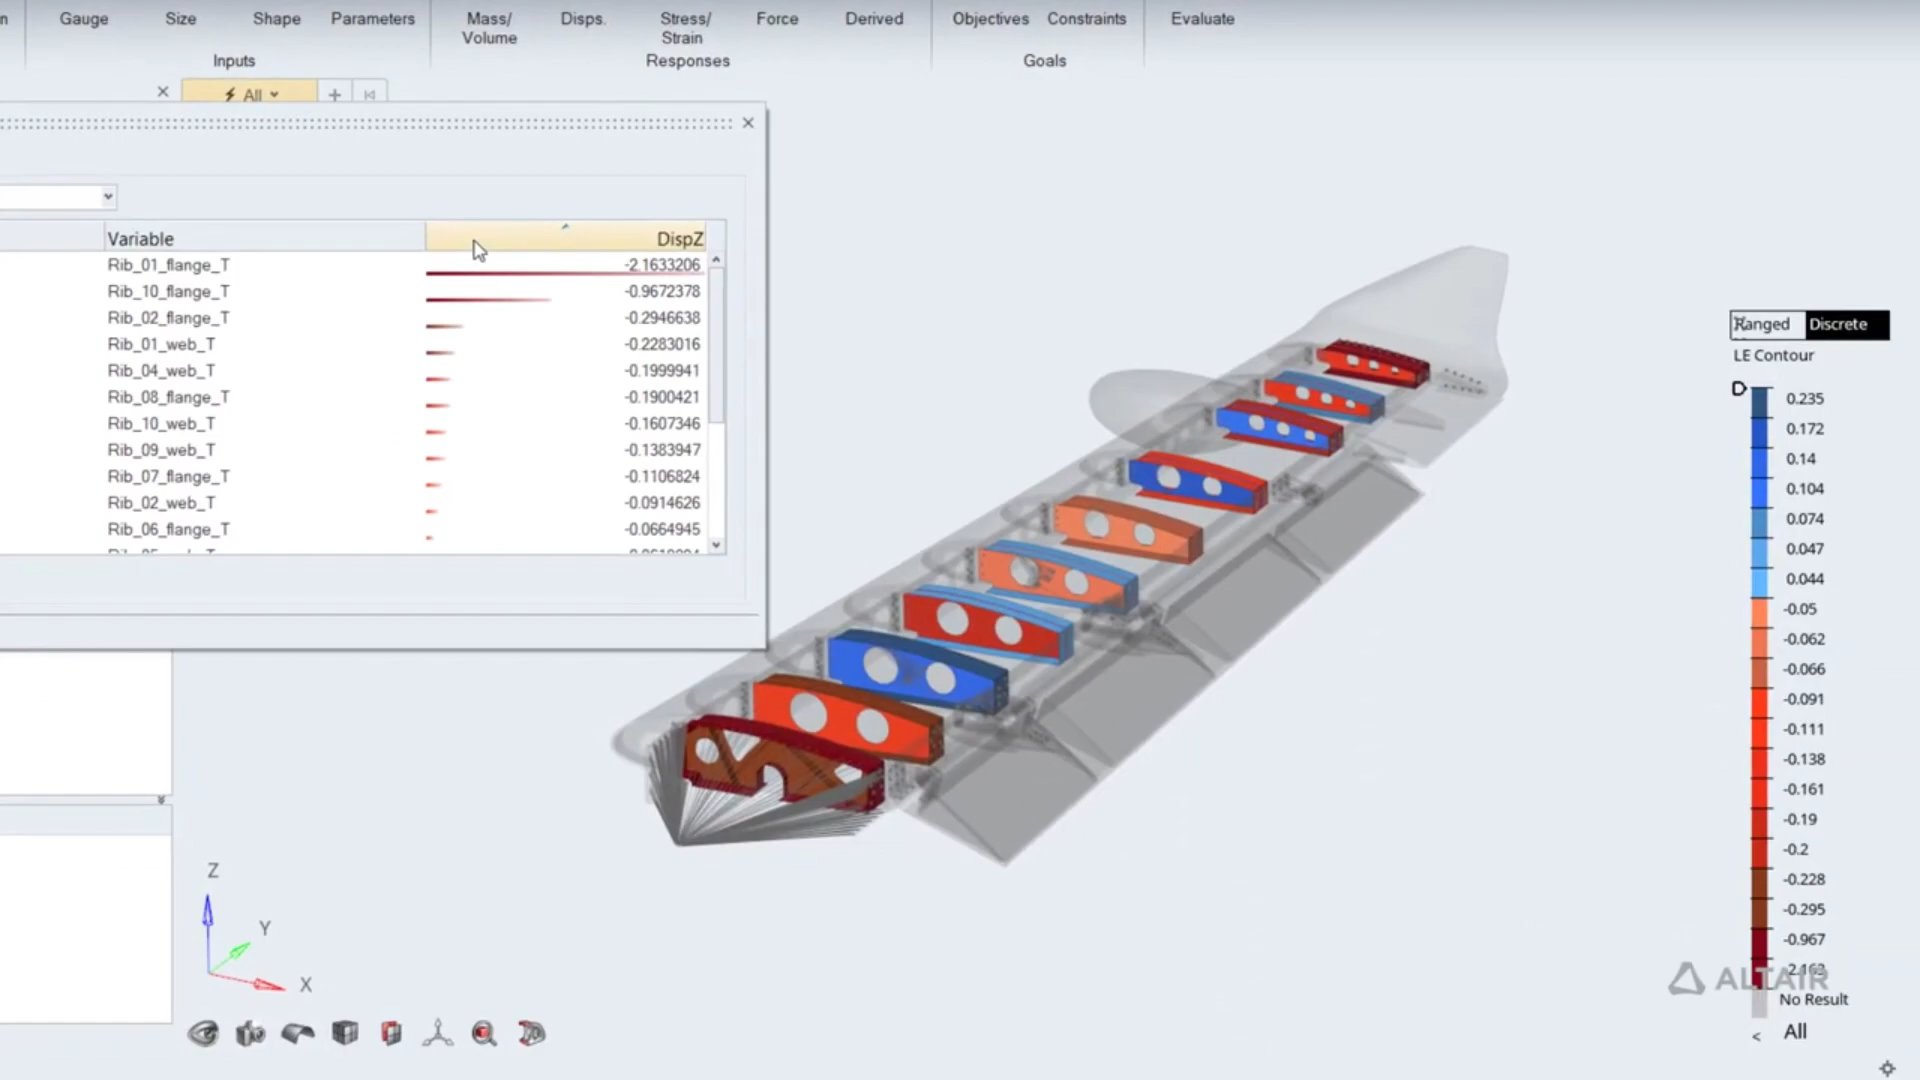 Gauge Size Shape Parameters Mass/ Disps. Stress/ Force Derived Objectives Constraints Evaluate
Volume Strain
Inputs Responses Goals
All
Variable DispZ
Rib_01_flange_T -2.1633206
Rib_10_flange_T -0.9672378
Rib_02_flange_T -0.2946638
Rib_01_web_T -0.2283016
Rib_04_web_T -0.1999941
Rib_08_flange_T -0.1900421
Rib_10_web_T -0.1607346
Rib_09_web_T -0.1383947
Rib_07_flange_T -0.1106824
Rib_02_web_T -0.0914626
Rib_06_flange_T -0.0664945
Ranged Discrete
LE Contour
D
0.235
0.172
0.14
0.104
0.074
0.047
0.044
-0.05
-0.062
-0.066
-0.091
-0.111
-0.138
-0.161
-0.19
-0.2
-0.228
-0.295
-0.967
-2.163
ALTAIR
No Result
< All
Z
Y
X